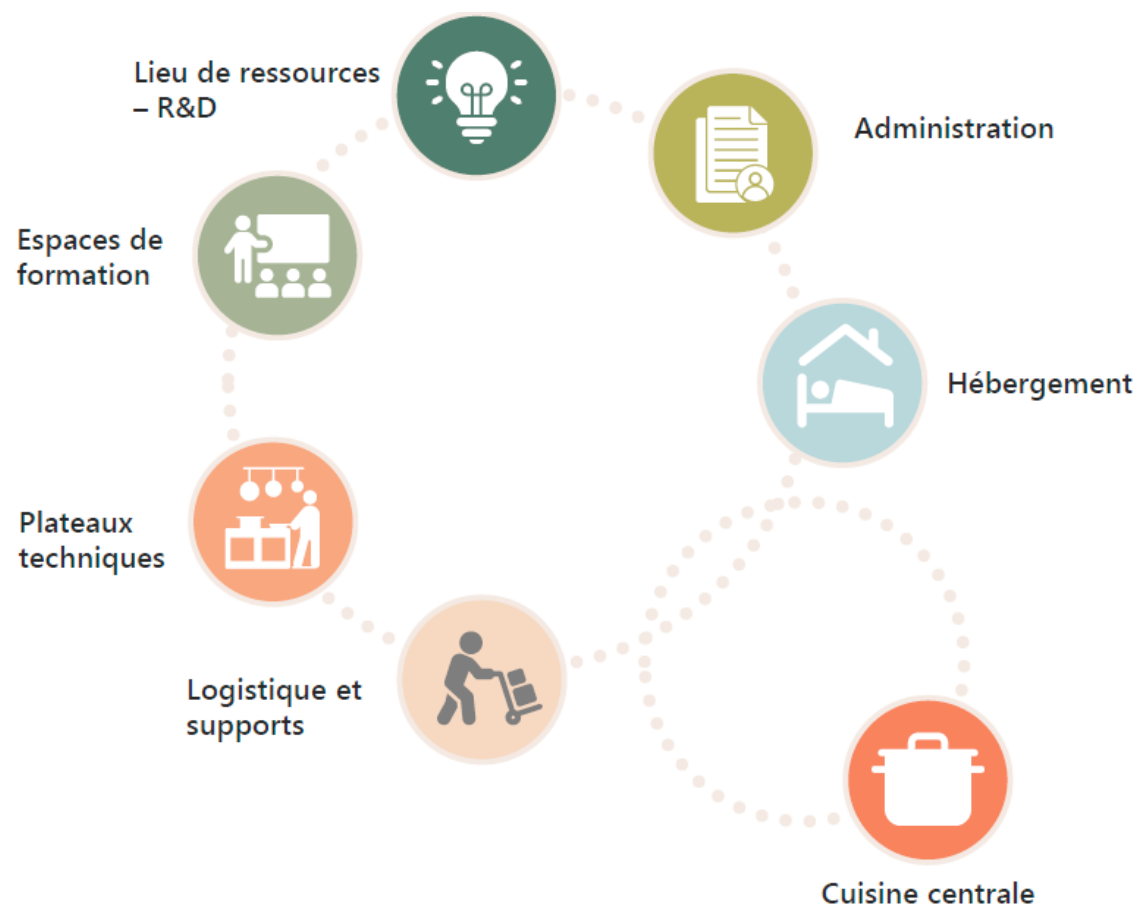 Lieu de ressources
– R&D
Administration
Espaces de
formation
Hébergement
Plateaux
techniques
Logistique et
supports
Cuisine centrale